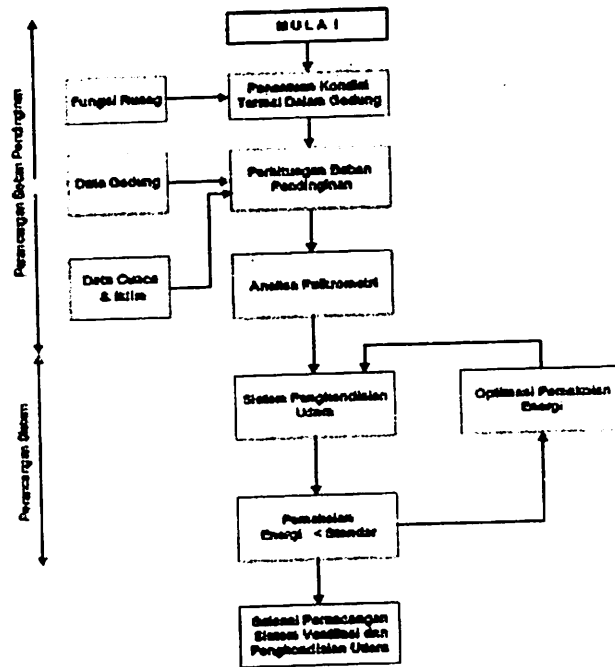 MULAI
Fungsi Ruang
Penentuan Kondisi
Termal Dalam Gedung
Data Gedung
Perhitungan Beban
Pendinginan
Data Cuaca
& Iklim
Analisa Psikrometri
Sistem Pengkondisian
Udara
Optimasi Pemakaian
Energi
Pemakaian
Energi < Standar
Selesai Perancangan
Sistem Ventilasi dan
Pengkondisian Udara
Perancangan Beban Pendinginan
Perancangan Sistem